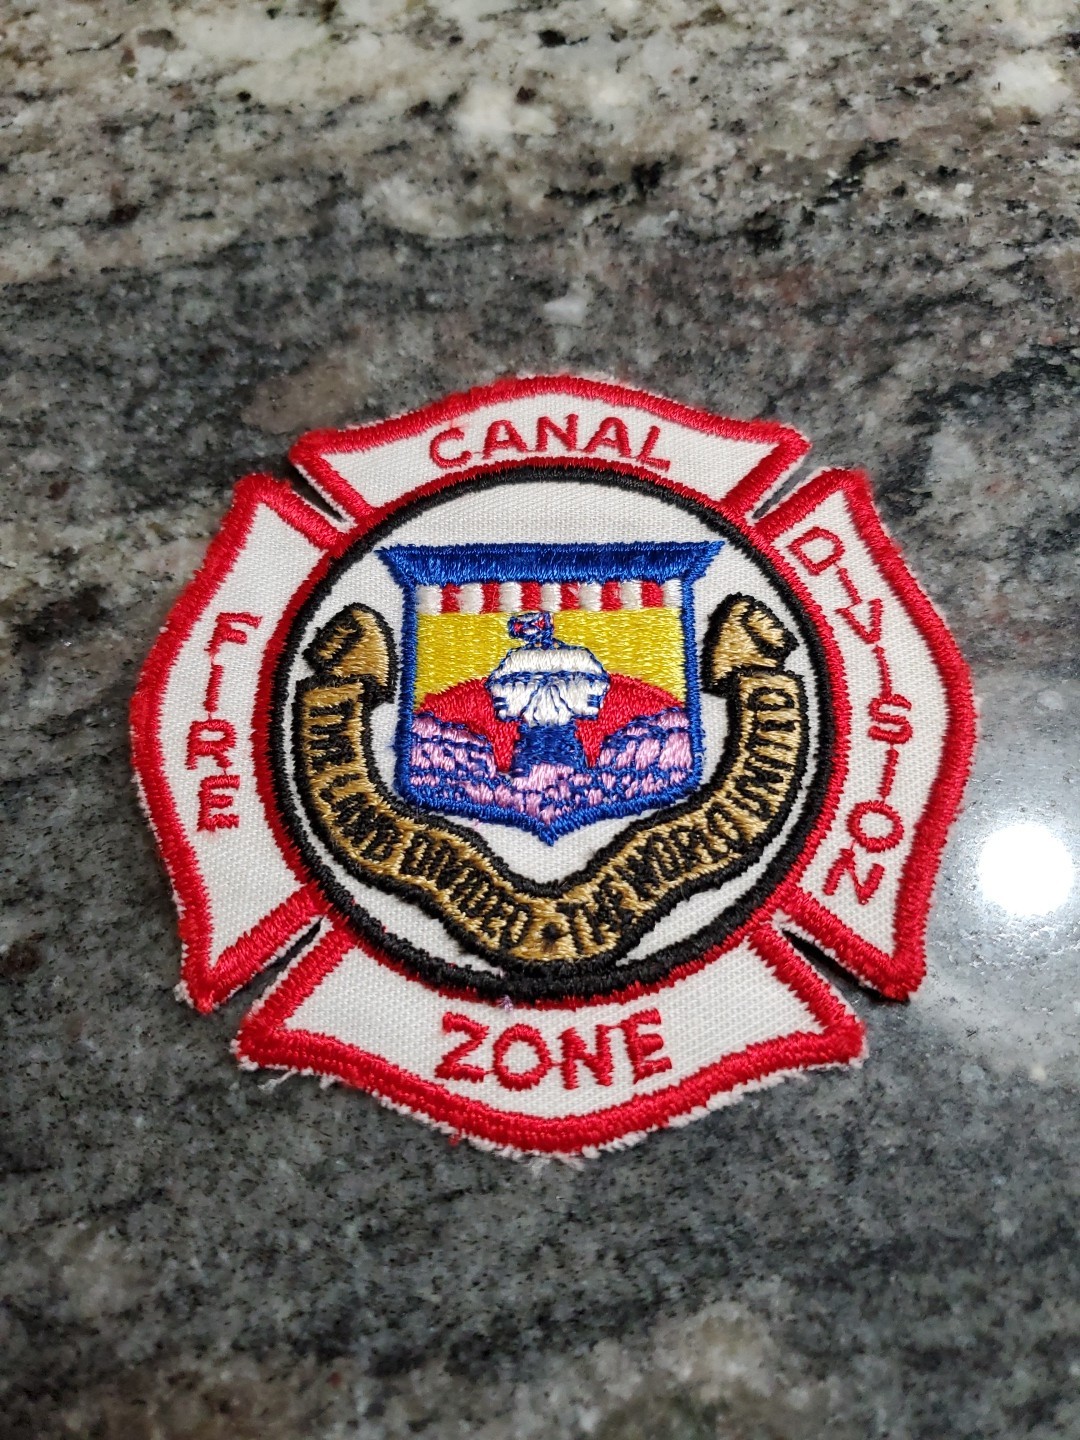 CANAL
FIRE
DIVISION
ZONE
THE LAND DIVIDED • THE WORLD UNITED